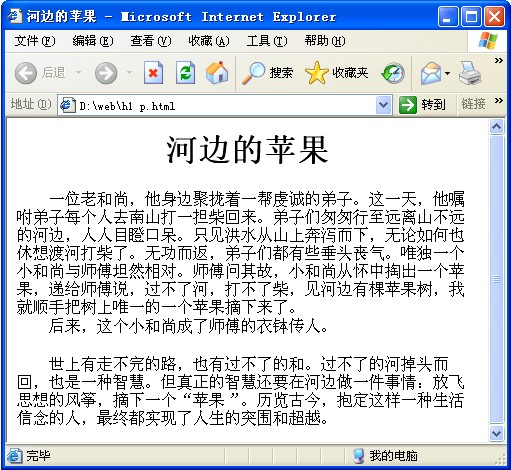 河边的苹果 - Microsoft Internet Explorer
文件(F) 编辑(E) 查看(V) 收藏(A) 工具(T) 帮助(H)
后退 搜索 收藏夹
地址(D) D:\web\h1 p.html 转到 链接
河边的苹果
一位老和尚，他身边聚拢着一帮虔诚的弟子。这一天，他嘱
咐弟子每个人去南山打一担柴回来。弟子们匆匆行至远离山不远
的河边，人人目瞪口呆。只见洪水从山上奔泻而下，无论如何也
休想渡河打柴了。无功而返，弟子们都有些垂头丧气。唯独一个
小和尚与师傅坦然相对。师傅问其故，小和尚从怀中掏出一个苹
果，递给师傅说，过不了河，打不了柴，见河边有棵苹果树，我
就顺手把树上唯一的一个苹果摘下来了。
后来，这个小和尚成了师傅的衣钵传人。
世上有走不完的路，也有过不了的和。过不了的河掉头而
回，也是一种智慧。但真正的智慧还要在河边做一件事情：放飞
思想的风筝，摘下一个“苹果 ”。历览古今，抱定这样一种生活
信念的人，最终都实现了人生的突围和超越。
完毕 我的电脑